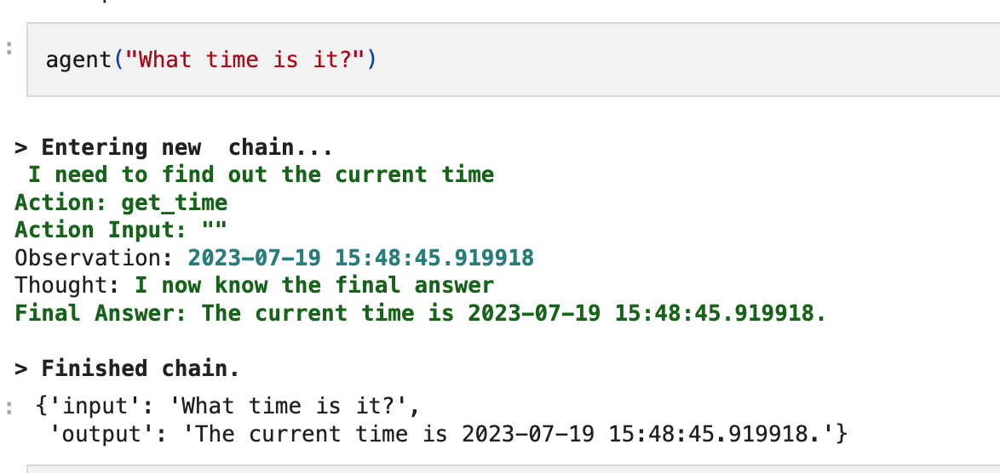 :
agent("What time is it?")
> Entering new  chain...
 I need to find out the current time
Action: get_time
Action Input: ""
Observation: 2023-07-19 15:48:45.919918
Thought: I now know the final answer
Final Answer: The current time is 2023-07-19 15:48:45.919918.
> Finished chain.
: {'input': 'What time is it?',
 'output': 'The current time is 2023-07-19 15:48:45.919918.'}